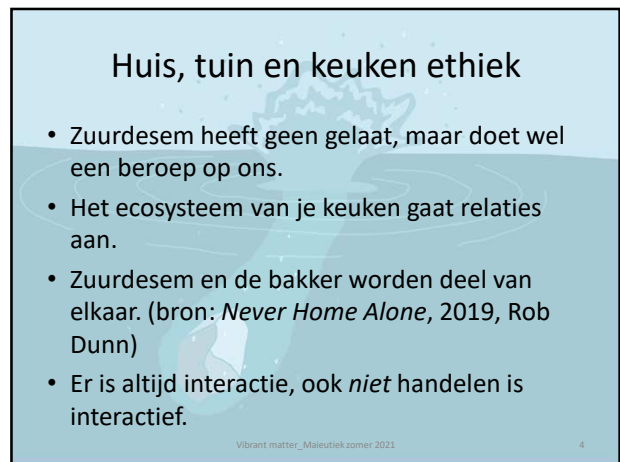 Huis, tuin en keuken ethiek
• Zuurdesem heeft geen gelaat, maar doet wel
een beroep op ons.
• Het ecosysteem van je keuken gaat relaties
aan.
• Zuurdesem en de bakker worden deel van
elkaar. (bron: Never Home Alone, 2019, Rob
Dunn)
• Er is altijd interactie, ook niet handelen is
interactief.
Vibrant matter_Maieutiek zomer 2021
4